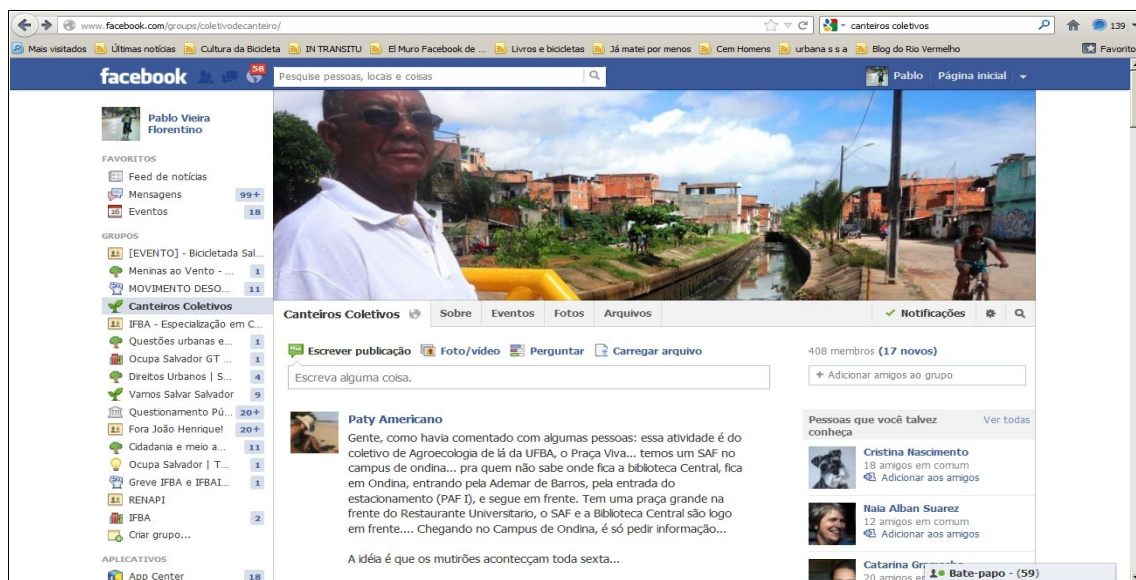 www.facebook.com/groups/coletivodecanteiro/
canteiros coletivos
139
Mais visitados
Últimas notícias
Cultura da Bicicleta
IN TRANSITU
El Muro Facebook de ...
Livros e bicicletas
Já matei por menos
Cem Homens
urbana s s a
Blog do Rio Vermelho
Favorito
facebook
58
Pesquise pessoas, locais e coisas
Pablo
Página inicial
Pablo Vieira
Florentino
FAVORITOS
Feed de notícias
Mensagens 99+
Eventos 18
GRUPOS
[EVENTO] - Bicicletada Sal...
Meninas ao Vento - ... 1
MOVIMENTO DESO... 11
Canteiros Coletivos
IFBA - Especialização em C...
Questões urbanas e... 1
Ocupa Salvador GT ... 1
Direitos Urbanos | S... 4
Vamos Salvar Salvador 9
Questionamento Pú... 20+
Fora João Henrique! 20+
Cidadania e meio a... 11
Ocupa Salvador | T... 1
Greve IFBA e IFBAI... 1
RENAPI
IFBA 2
Criar grupo...
APLICATIVOS
App Center 18
Canteiros Coletivos
Sobre
Eventos
Fotos
Arquivos
Notificações
Escrever publicação
Foto/vídeo
Perguntar
Carregar arquivo
Escreva alguma coisa.
Paty Americano
Gente, como havia comentado com algumas pessoas: essa atividade é do
coletivo de Agroecologia de lá da UFBA, o Praça Viva... temos um SAF no
campus de ondina... pra quem não sabe onde fica a biblioteca Central, fica
em Ondina, entrando pela Ademar de Barros, pela entrada do
estacionamento (PAF I), e segue em frente. Tem uma praça grande na
frente do Restaurante Universitario, o SAF e a Biblioteca Central são logo
em frente.... Chegando no Campus de Ondina, é só pedir informação...
A idéia é que os mutirões acontecçam toda sexta...
408 membros (17 novos)
+ Adicionar amigos ao grupo
Pessoas que você talvez
conheça
Ver todas
Cristina Nascimento
18 amigos em comum
Adicionar aos amigos
Naia Alban Suarez
12 amigos em comum
Adicionar aos amigos
Catarina
20 amigos
Bate-papo - (59)